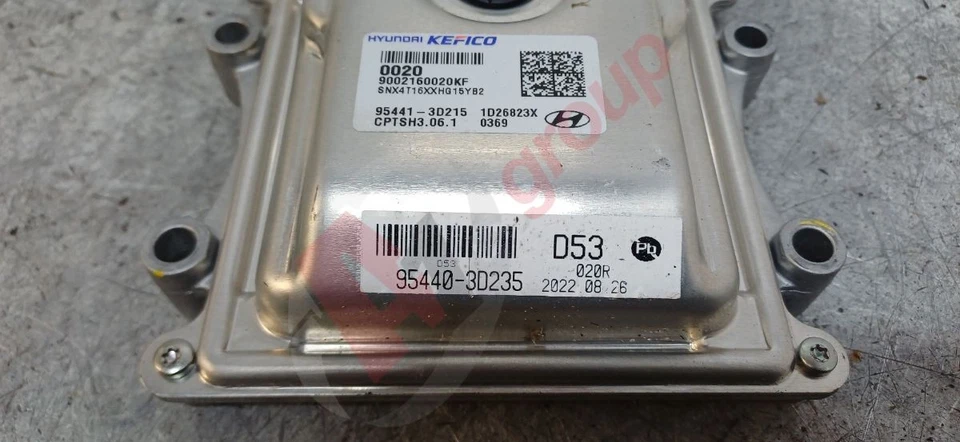 HYUNDAI KEFICO
0020
9002160020KF
SNX4T16XXHG15YB2
95441-3D215 1D26823X
CPTSH3.06.1 0369
group
D53 Pb
D53
020R
95440-3D235 2022 08 26